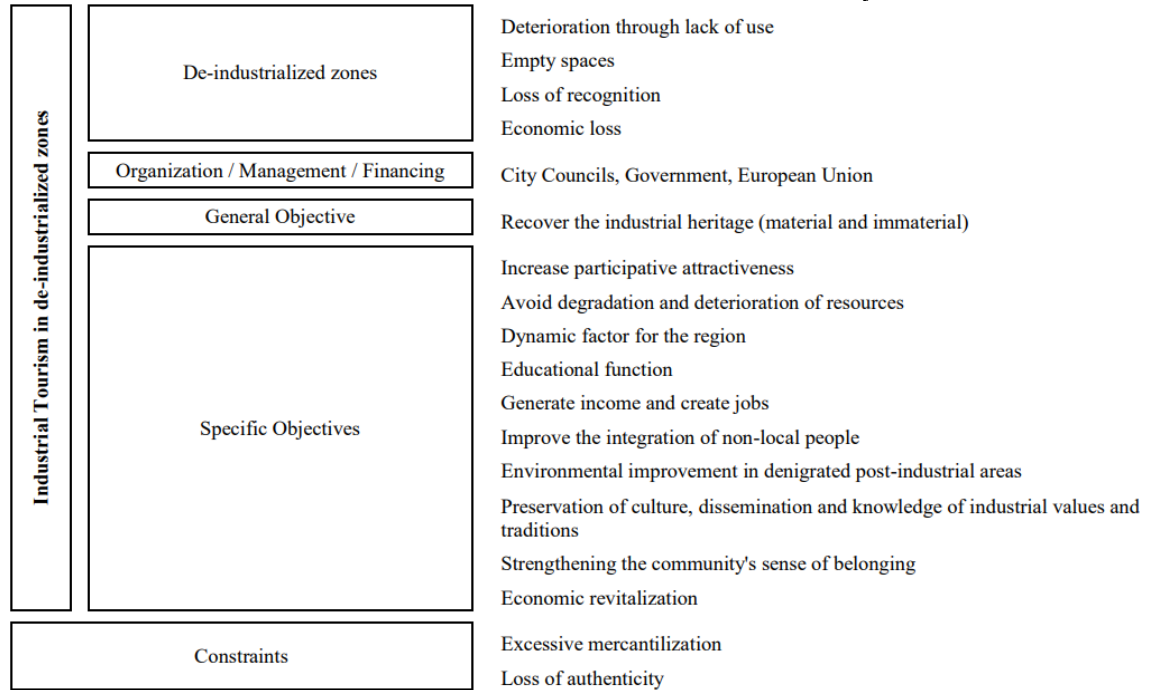 Industrial Tourism in de-industrialized zones
De-industrialized zones
Deterioration through lack of use
Empty spaces
Loss of recognition
Economic loss
Organization / Management / Financing
City Councils, Government, European Union
General Objective
Recover the industrial heritage (material and immaterial)
Specific Objectives
Increase participative attractiveness
Avoid degradation and deterioration of resources
Dynamic factor for the region
Educational function
Generate income and create jobs
Improve the integration of non-local people
Environmental improvement in denigrated post-industrial areas
Preservation of culture, dissemination and knowledge of industrial values and
traditions
Strengthening the community's sense of belonging
Economic revitalization
Constraints
Excessive mercantilization
Loss of authenticity